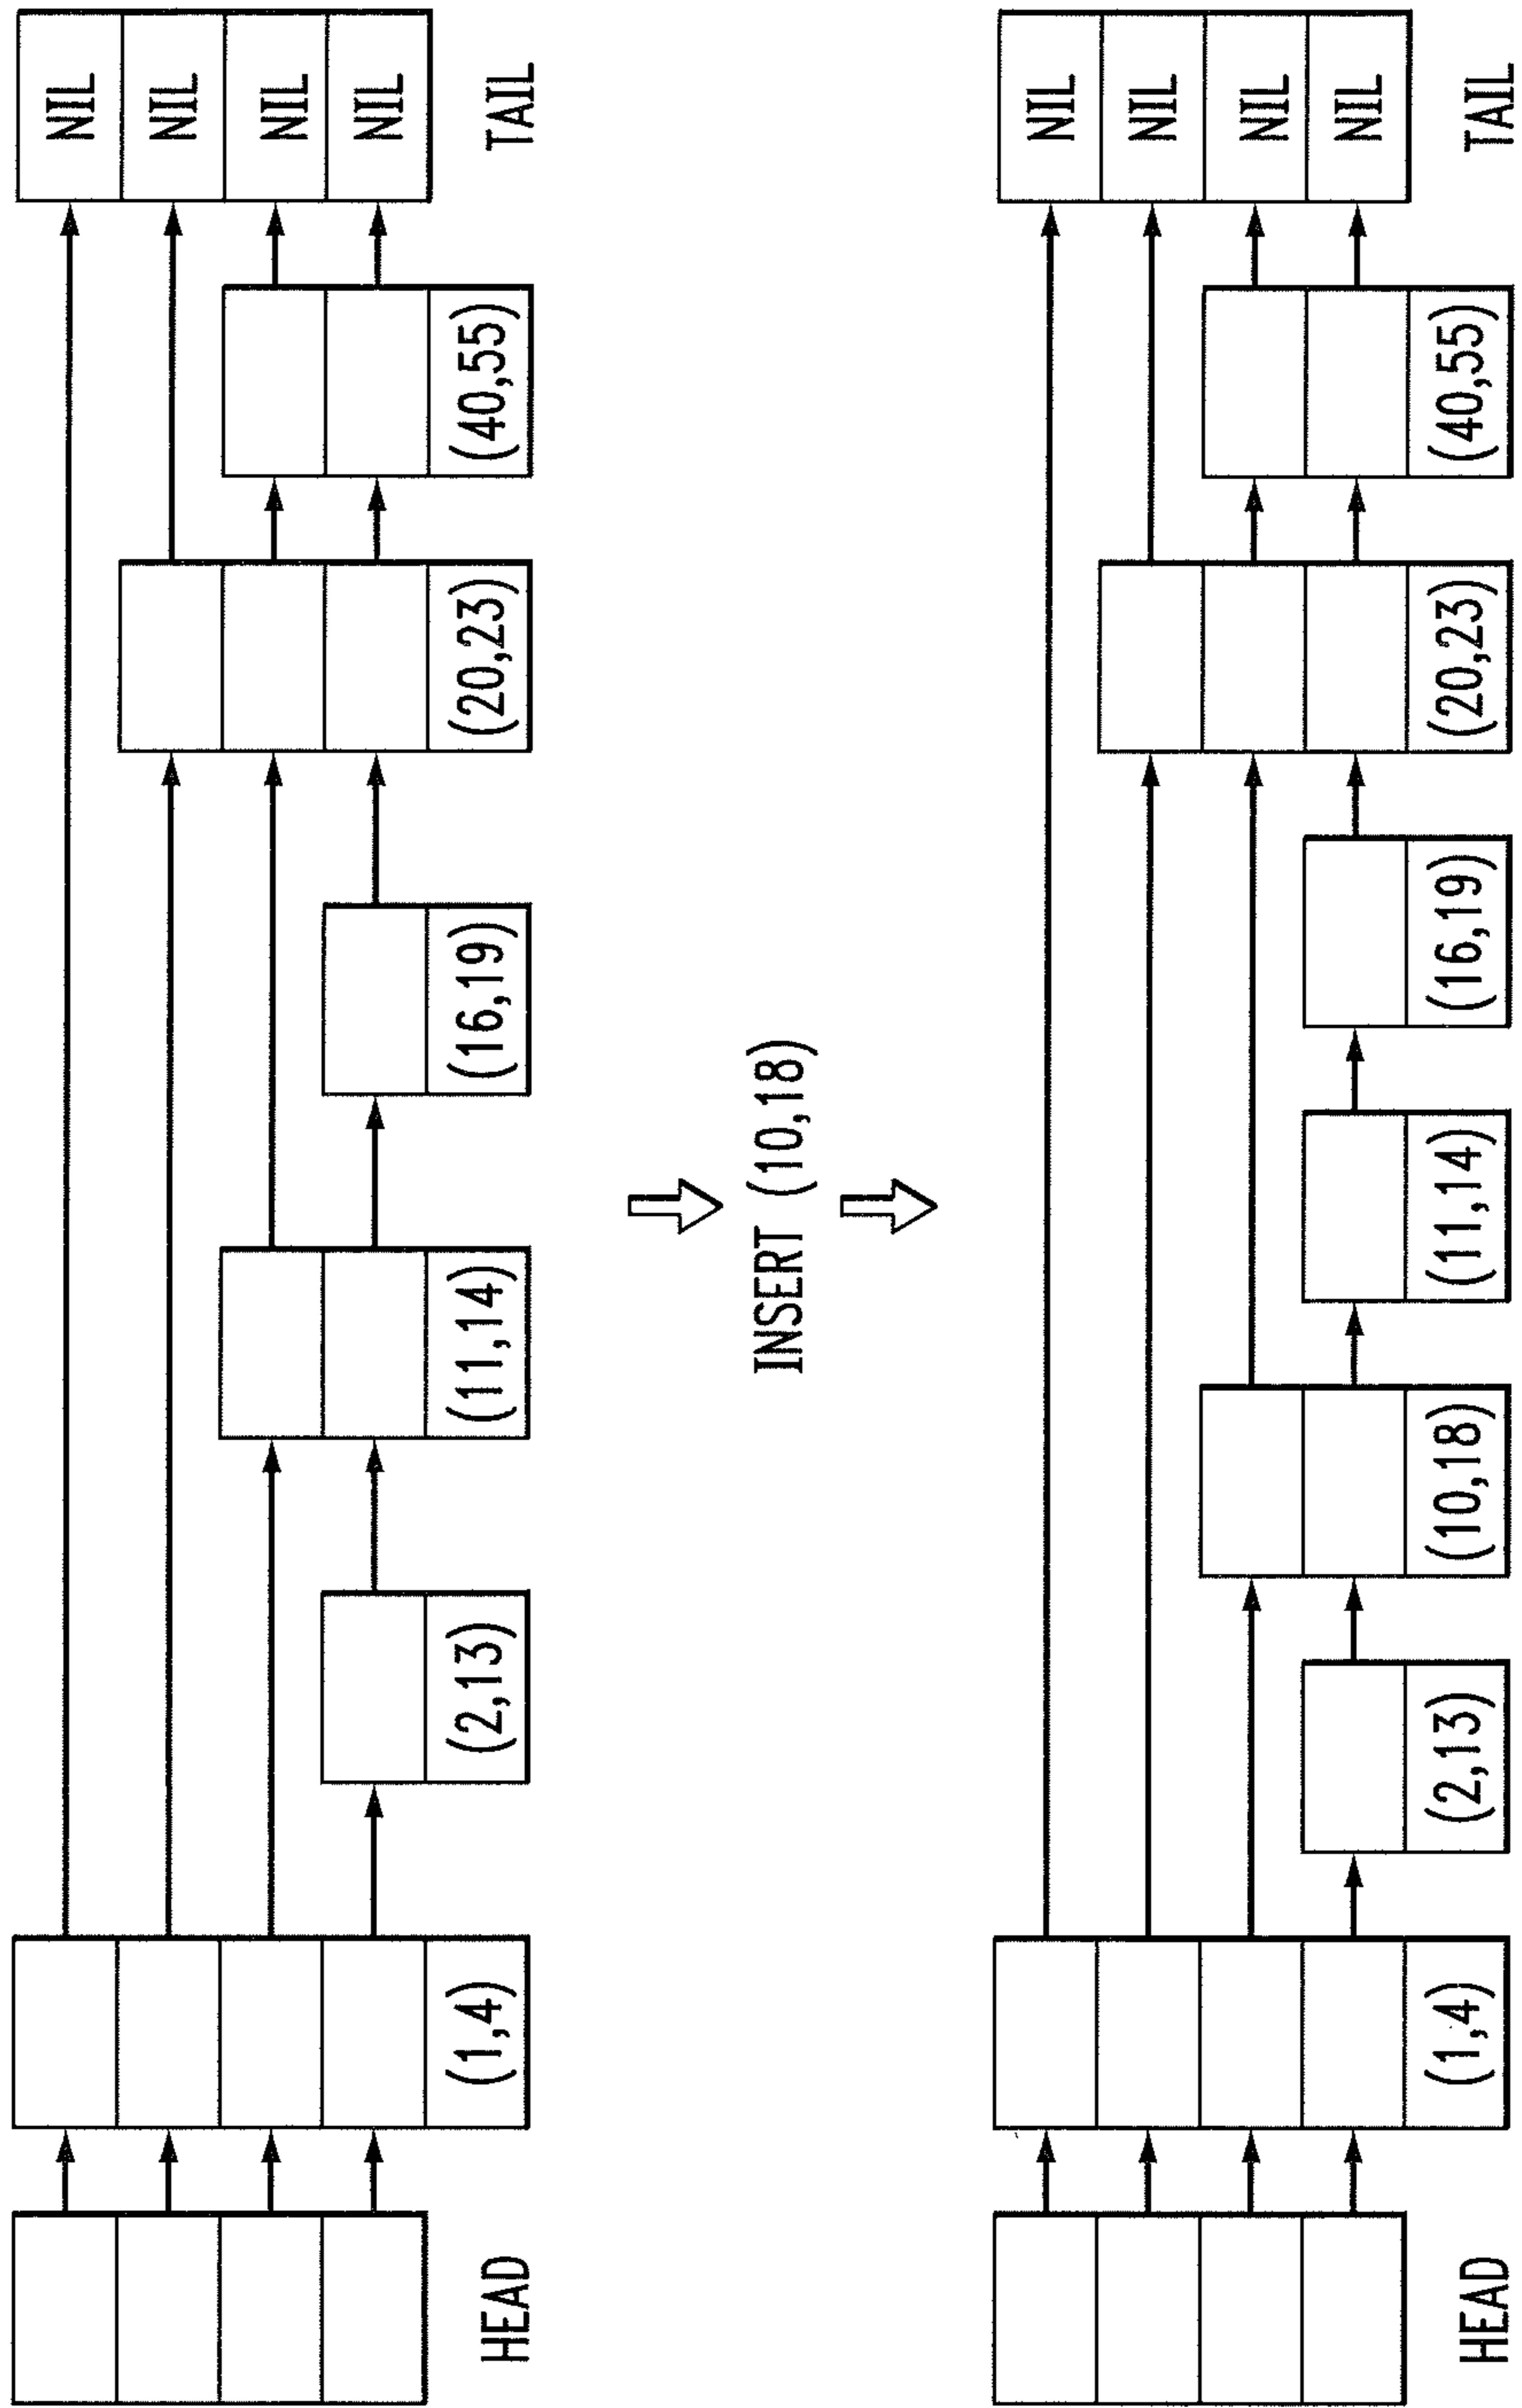 NIL
NIL
NIL
NIL
HEAD
(1,4)
(2,13)
(11,14)
(16,19)
(20,23)
(40,55)
TAIL
INSERT (10,18)
NIL
NIL
NIL
NIL
HEAD
(1,4)
(2,13)
(10,18)
(11,14)
(16,19)
(20,23)
(40,55)
TAIL